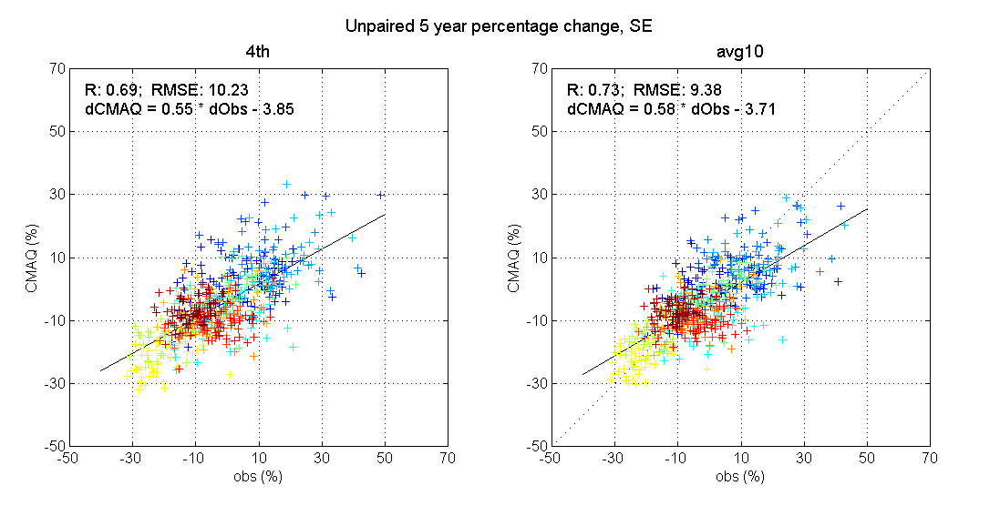 Unpaired 5 year percentage change, SE
4th
R: 0.69; RMSE: 10.23
dCMAQ = 0.55 * dObs - 3.85
70
50
30
10
-10
-30
-50
CMAQ (%)
-50 -30 -10 10 30 50 70
obs (%)
avg10
R: 0.73; RMSE: 9.38
dCMAQ = 0.58 * dObs - 3.71
70
50
30
10
-10
-30
-50
CMAQ (%)
-50 -30 -10 10 30 50 70
obs (%)